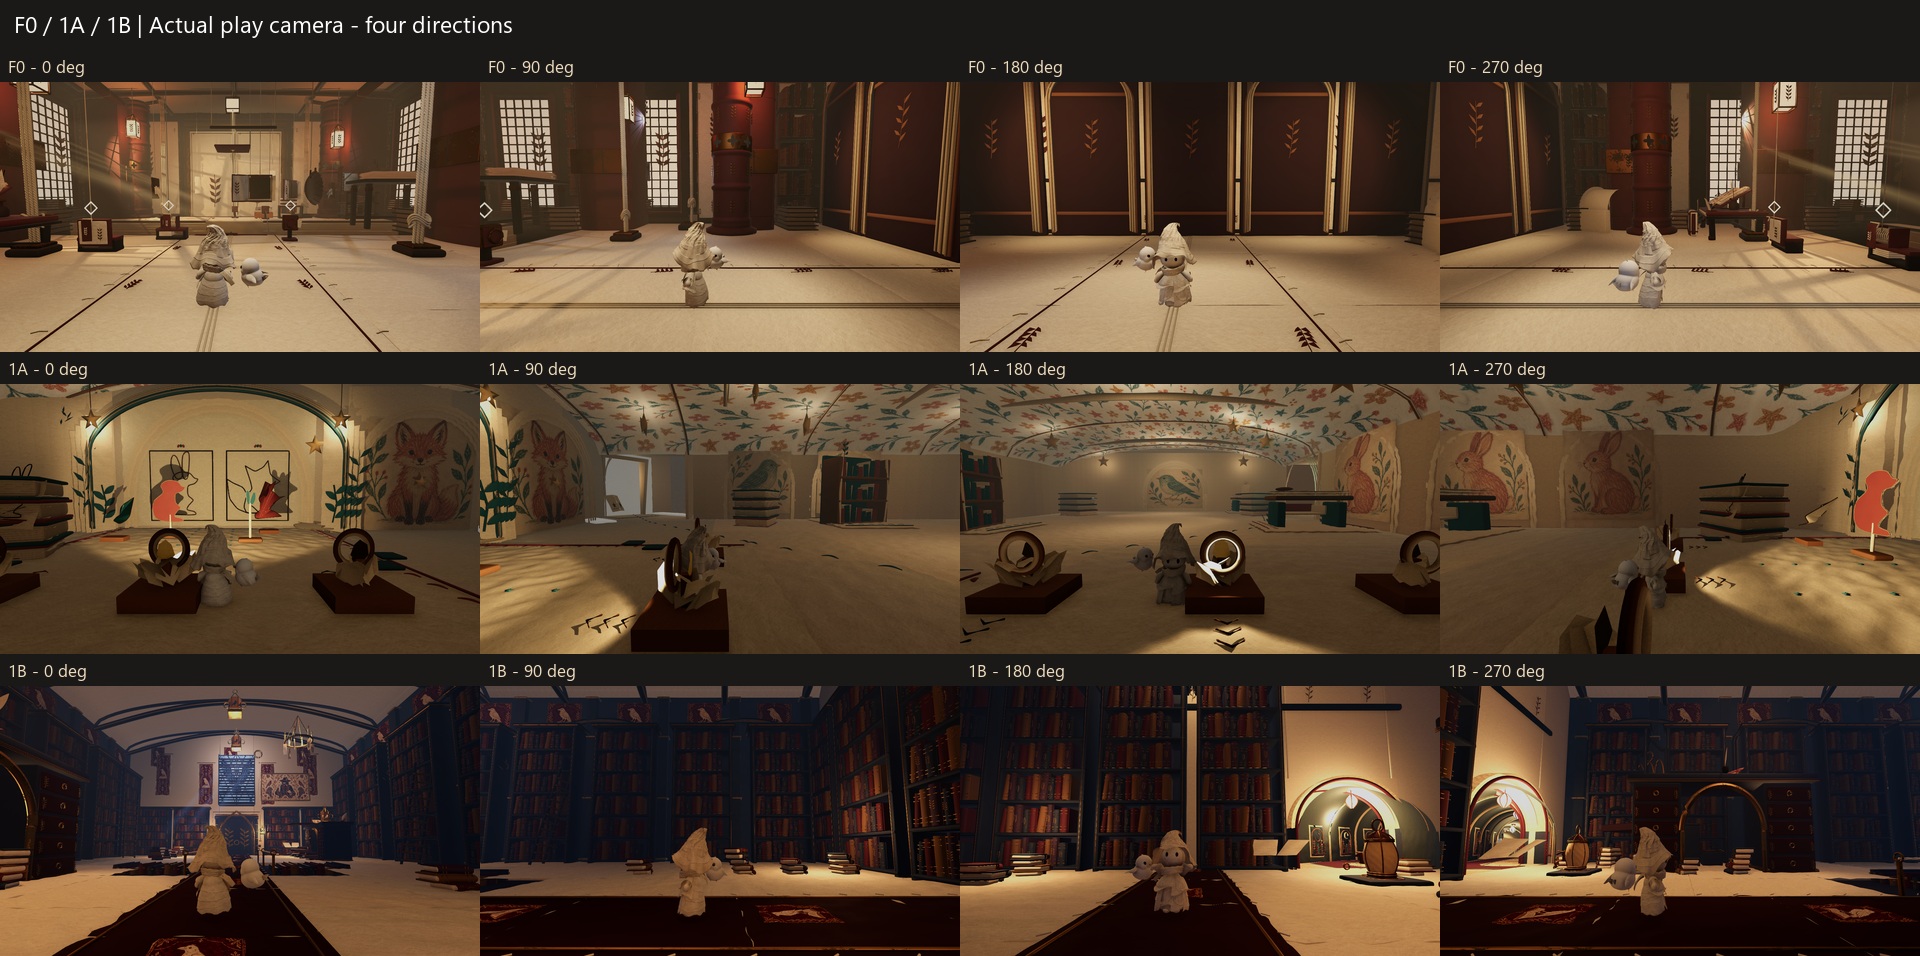 F0 / 1A / 1B | Actual play camera - four directions
F0 - 0 deg
F0 - 90 deg
F0 - 180 deg
F0 - 270 deg
1A - 0 deg
1A - 90 deg
1A - 180 deg
1A - 270 deg
1B - 0 deg
1B - 90 deg
1B - 180 deg
1B - 270 deg